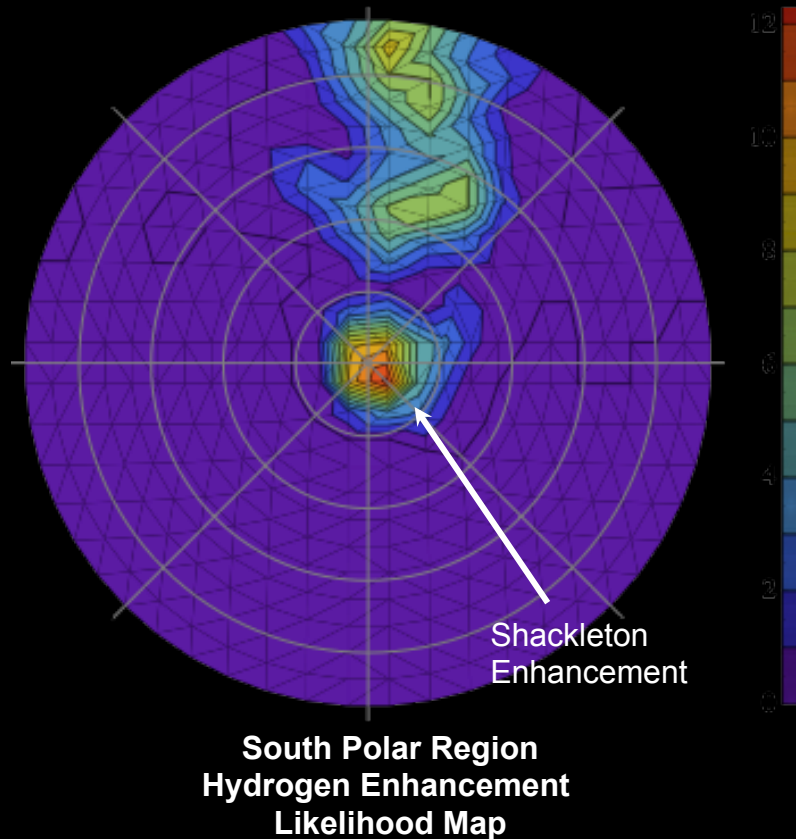 12
10
8
6
4
2
0
Shackleton
Enhancement
South Polar Region
Hydrogen Enhancement
Likelihood Map